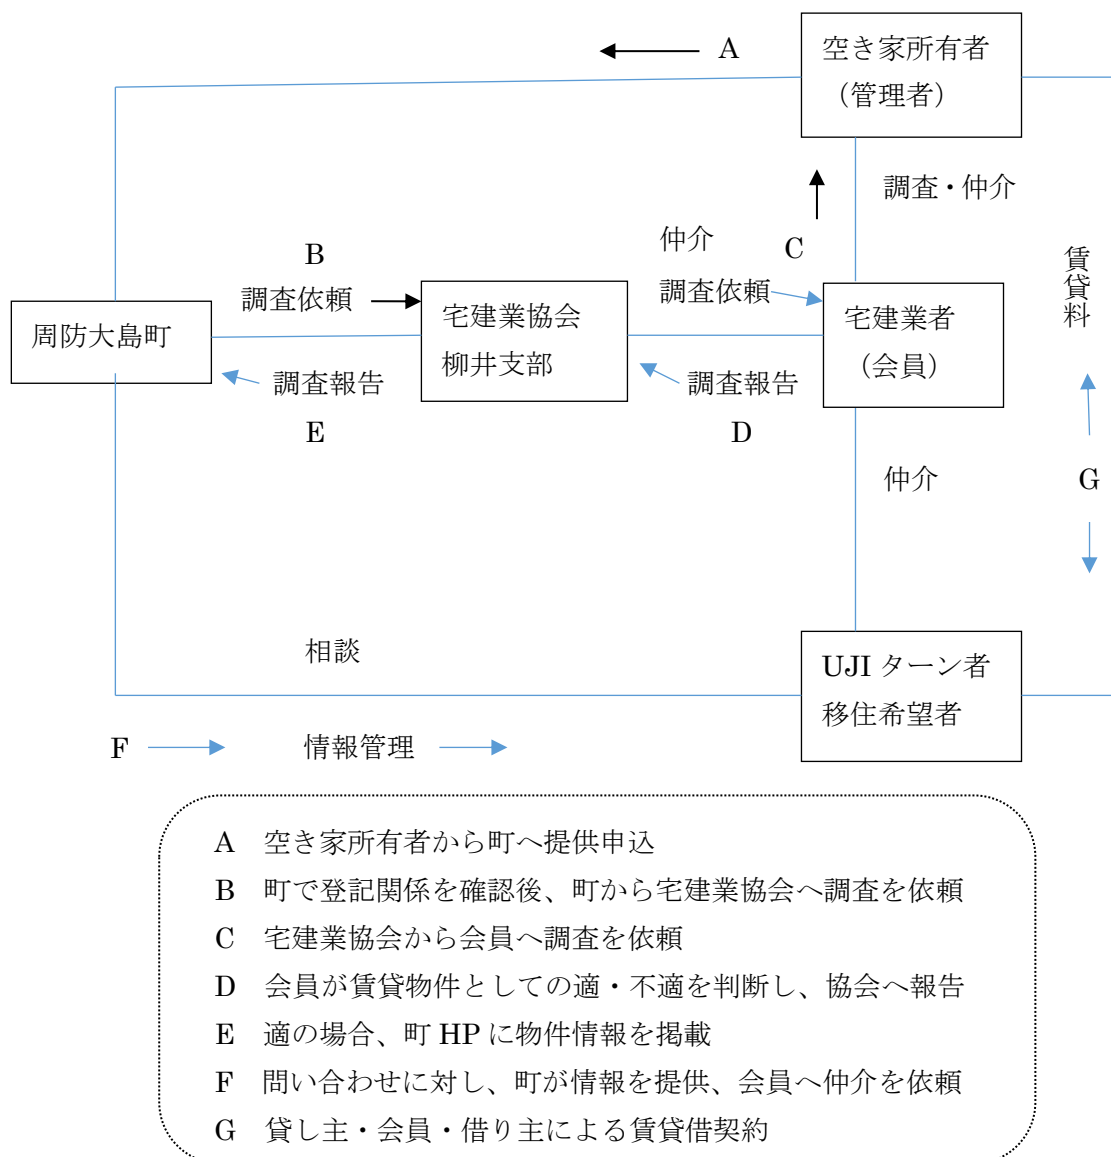 A
空き家所有者
（管理者）
調査・仲介
仲介
C
B
調査依頼
調査依頼
賃貸料
周防大島町
宅建業協会
柳井支部
宅建業者
（会員）
調査報告
調査報告
E
D
仲介
G
相談
UJI ターン者
移住希望者
F
情報管理
A　空き家所有者から町へ提供申込
B　町で登記関係を確認後、町から宅建業協会へ調査を依頼
C　宅建業協会から会員へ調査を依頼
D　会員が賃貸物件としての適・不適を判断し、協会へ報告
E　適の場合、町 HP に物件情報を掲載
F　問い合わせに対し、町が情報を提供、会員へ仲介を依頼
G　貸し主・会員・借り主による賃貸借契約